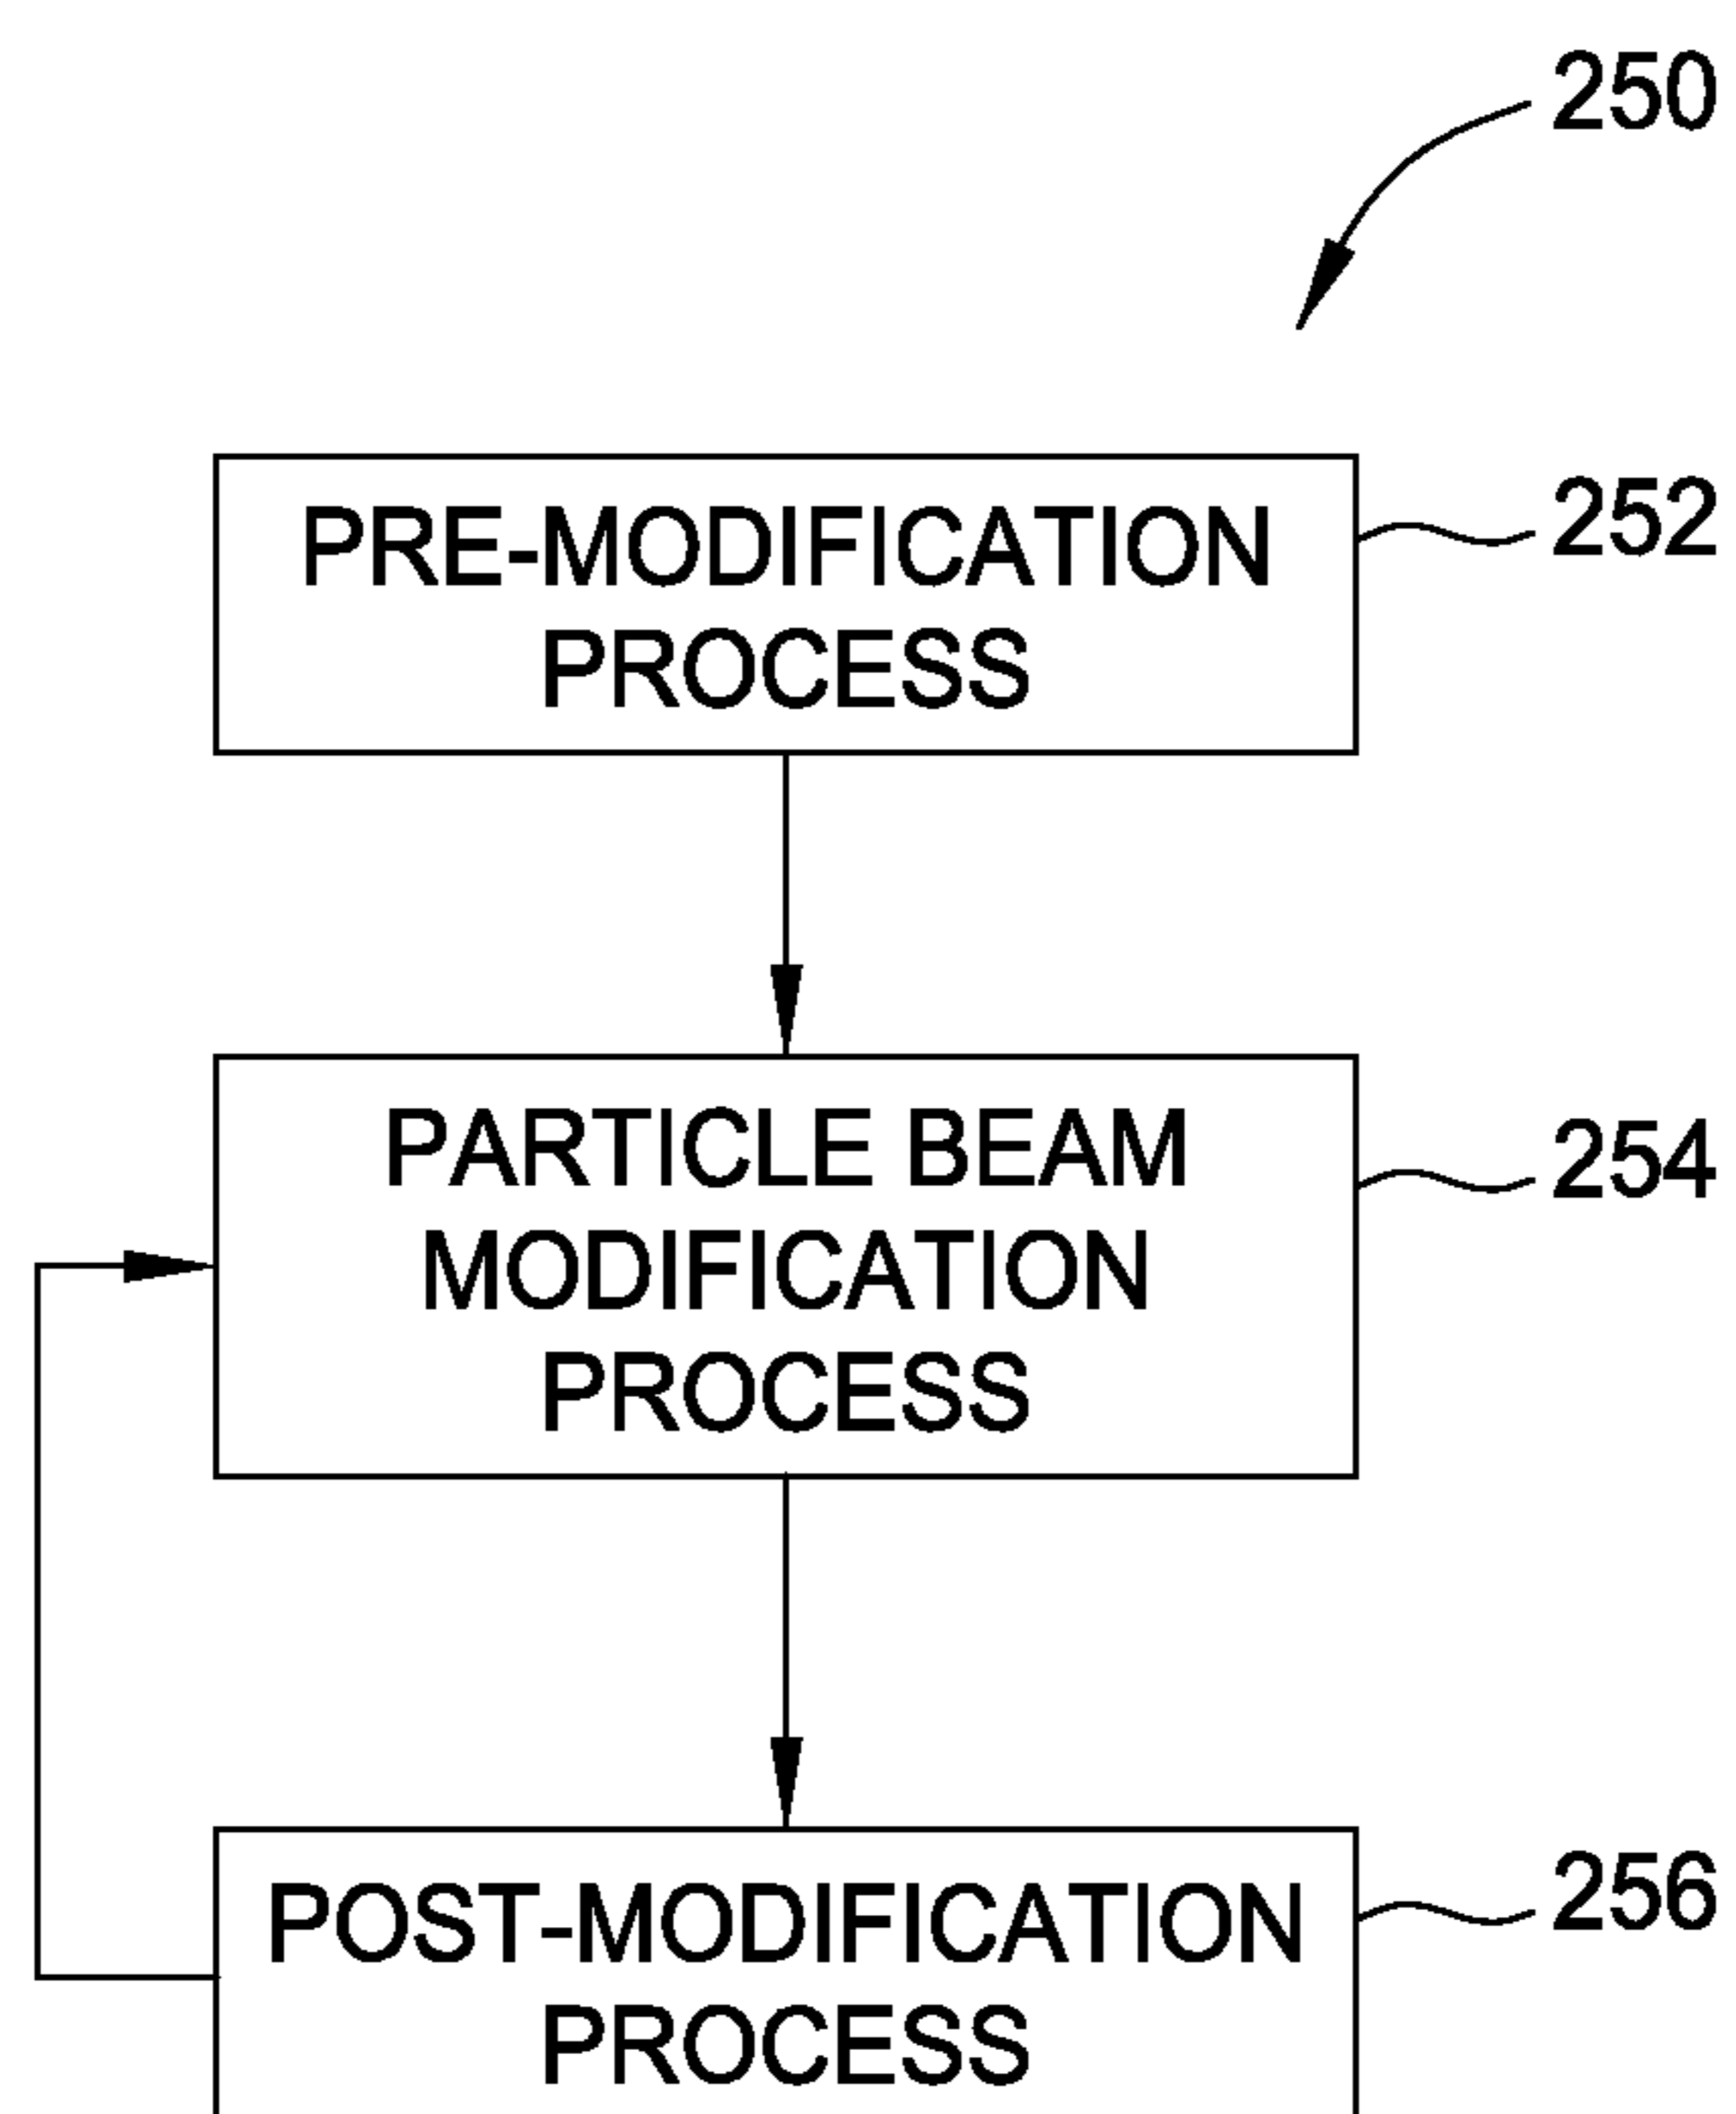 250
PRE-MODIFICATION
PROCESS
252
PARTICLE BEAM
MODIFICATION
PROCESS
254
POST-MODIFICATION
PROCESS
256